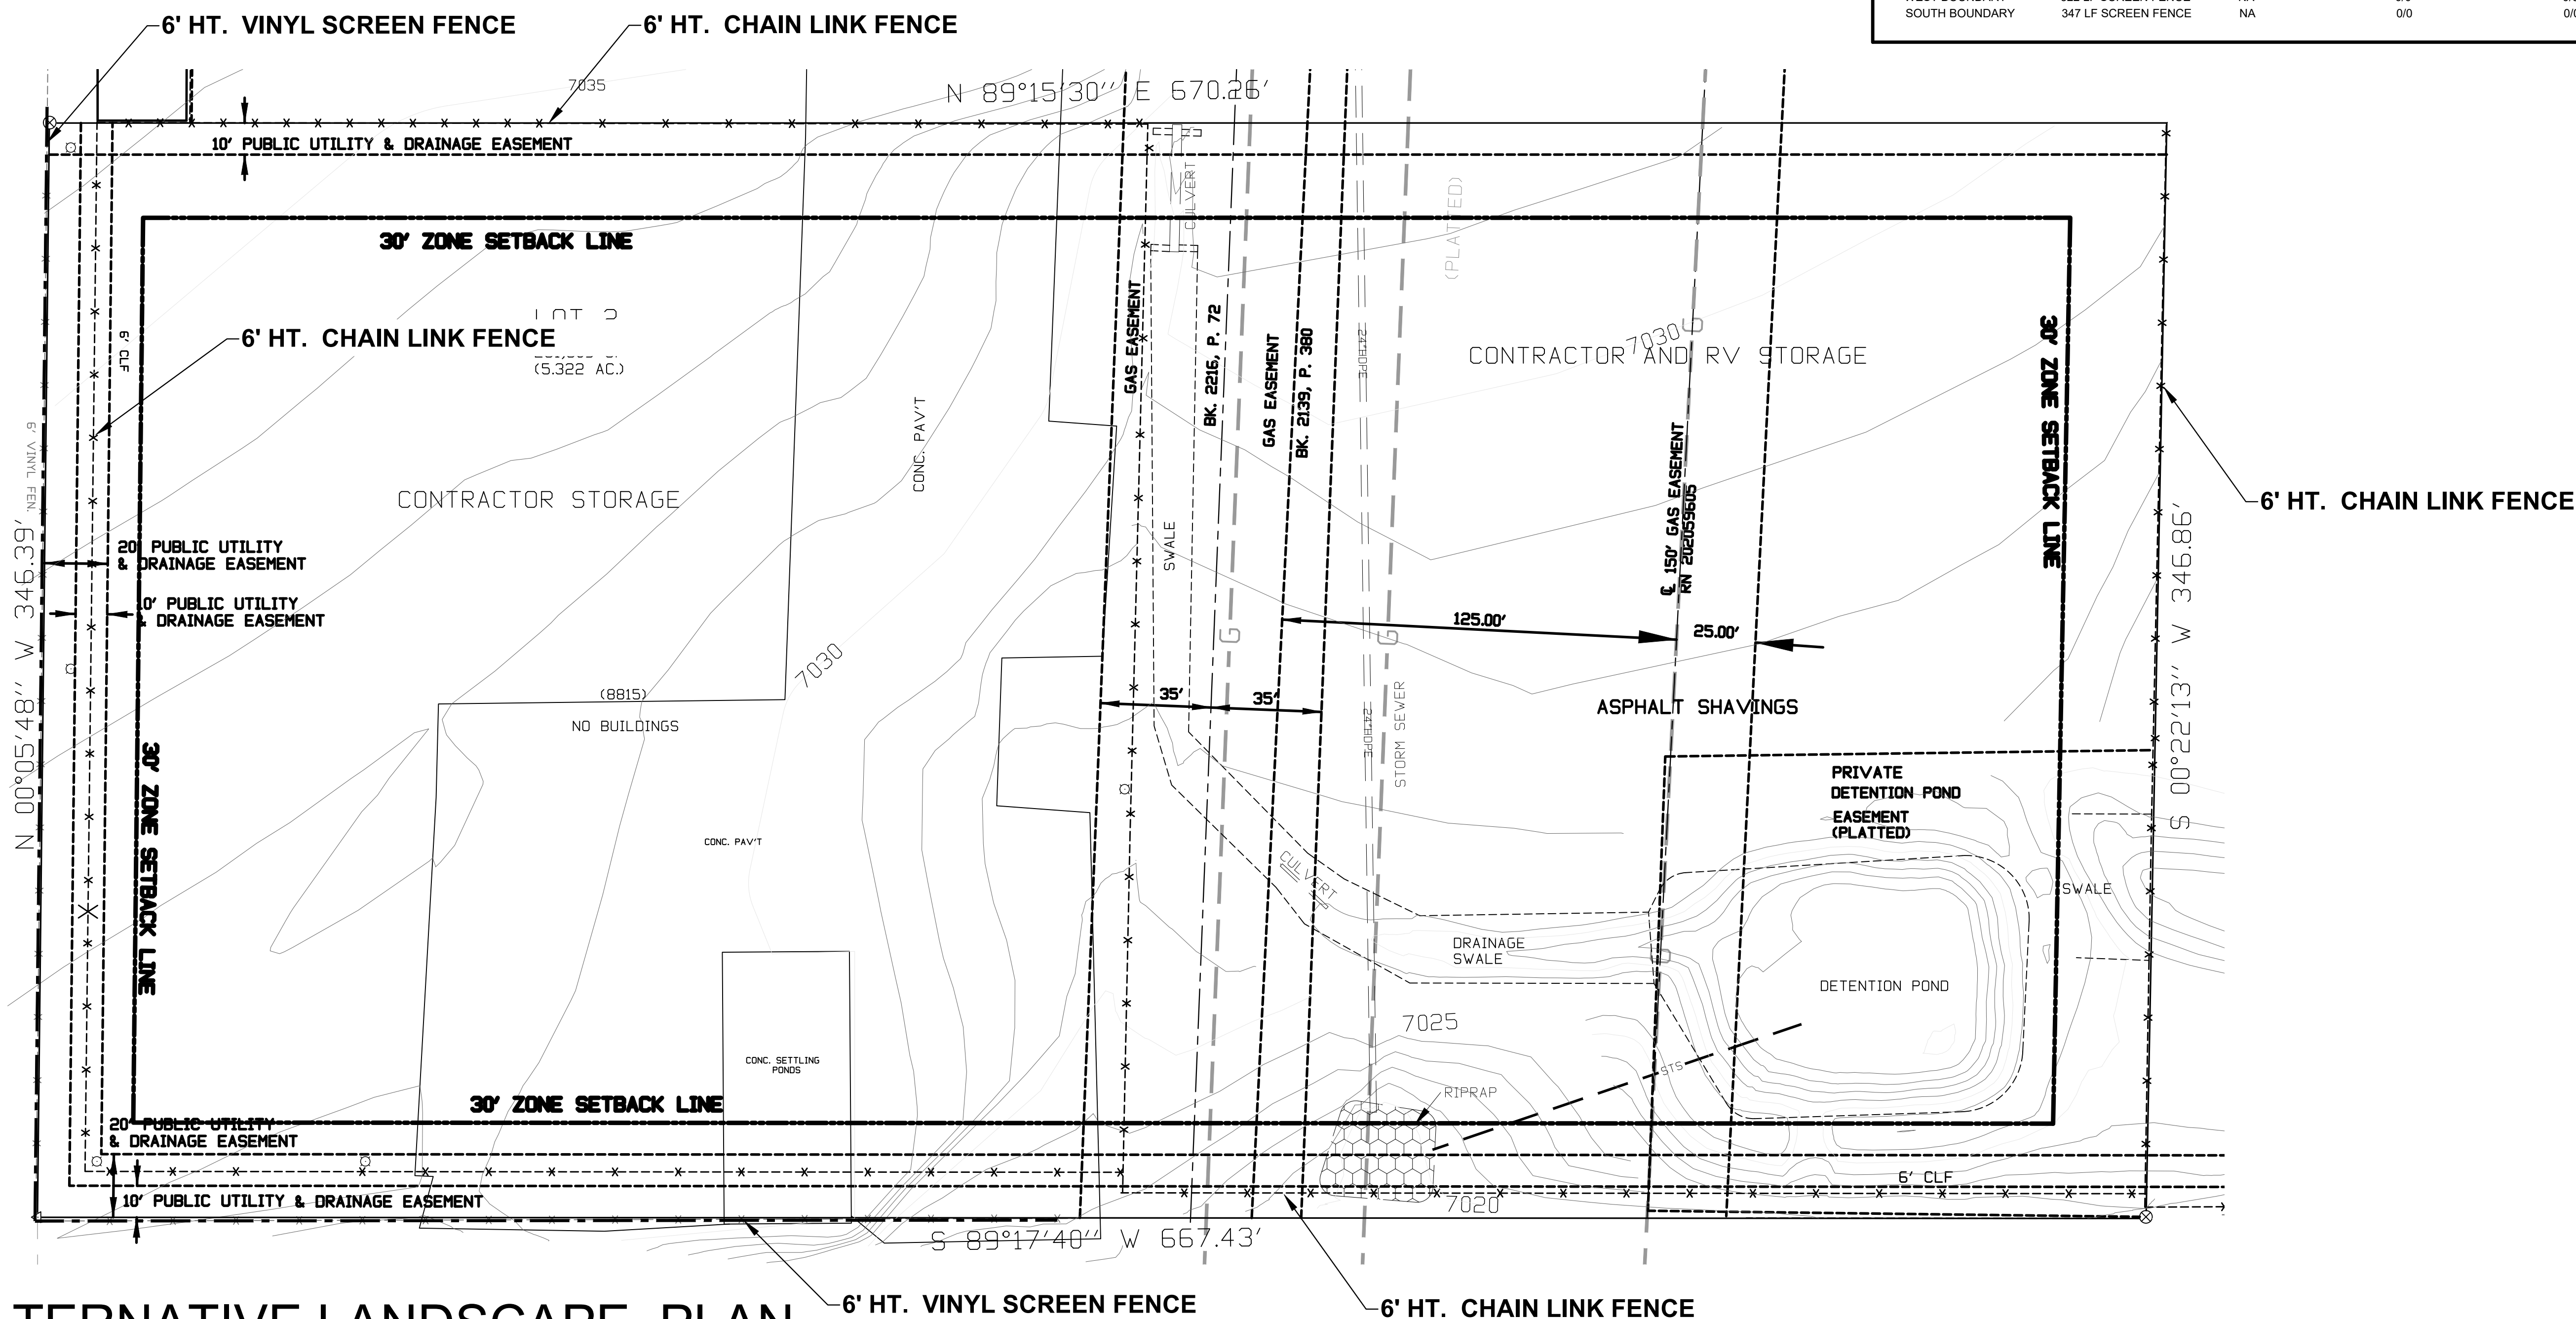 SOUTH BOUNDARY 347 LF SCREEN FENCE NA 0/0
6' HT. VINYL SCREEN FENCE
6' HT. CHAIN LINK FENCE
7035
N 89°15'30'' E 670.26'
10' PUBLIC UTILITY & DRAINAGE EASEMENT
CULVERT
(PLATTED)
30' ZONE SETBACK LINE
6' CLF
6' HT. CHAIN LINK FENCE
(5.322 AC.)
GAS EASEMENT
BK. 2216, P. 72
GAS EASEMENT
BK. 2139, P. 380
24"HDPE
7030
G
CONTRACTOR AND RV STORAGE
30' ZONE SETBACK LINE
CONC. PAV'T
6' VINYL FEN.
CONTRACTOR STORAGE
SWALE
℄ 150' GAS EASEMENT
RN 202059605
6' HT. CHAIN LINK FENCE
N 00°05'48'' W 346.39'
S 00°22'13'' W 346.86'
20' PUBLIC UTILITY
& DRAINAGE EASEMENT
10' PUBLIC UTILITY
& DRAINAGE EASEMENT
125.00'
25.00'
G
G
7030
(8815)
NO BUILDINGS
35'
35'
24"HDPE
STORM SEWER
ASPHALT SHAVINGS
30' ZONE SETBACK LINE
PRIVATE
DETENTION POND
EASEMENT
(PLATTED)
CONC. PAV'T
CULVERT
SWALE
DRAINAGE
SWALE
G
DETENTION POND
7025
CONC. SETTLING
PONDS
STS
RIPRAP
30' ZONE SETBACK LINE
20' PUBLIC UTILITY
& DRAINAGE EASEMENT
6' CLF
10' PUBLIC UTILITY & DRAINAGE EASEMENT
7020
S 89°17'40'' W 667.43'
6' HT. VINYL SCREEN FENCE
6' HT. CHAIN LINK FENCE
TERNATIVE LANDSCAPE PLAN